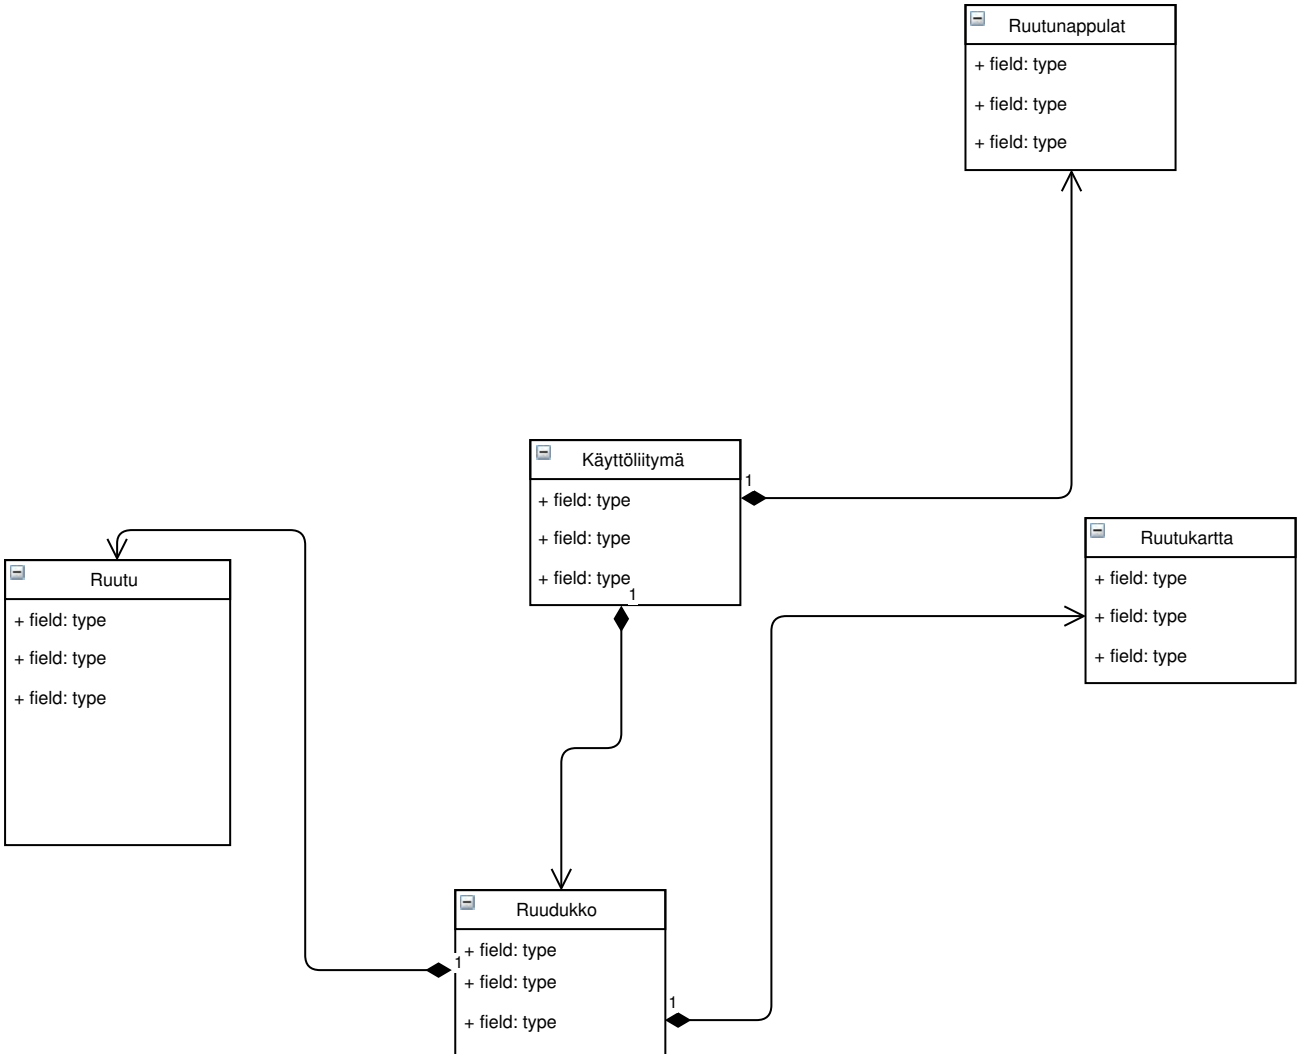 Ruutunappulat
+ field: type
+ field: type
+ field: type
Käyttöliitymä
+ field: type
+ field: type
+ field: type
1
1
Ruutukartta
+ field: type
+ field: type
+ field: type
Ruutu
+ field: type
+ field: type
+ field: type
Ruudukko
+ field: type
+ field: type
+ field: type
1
1